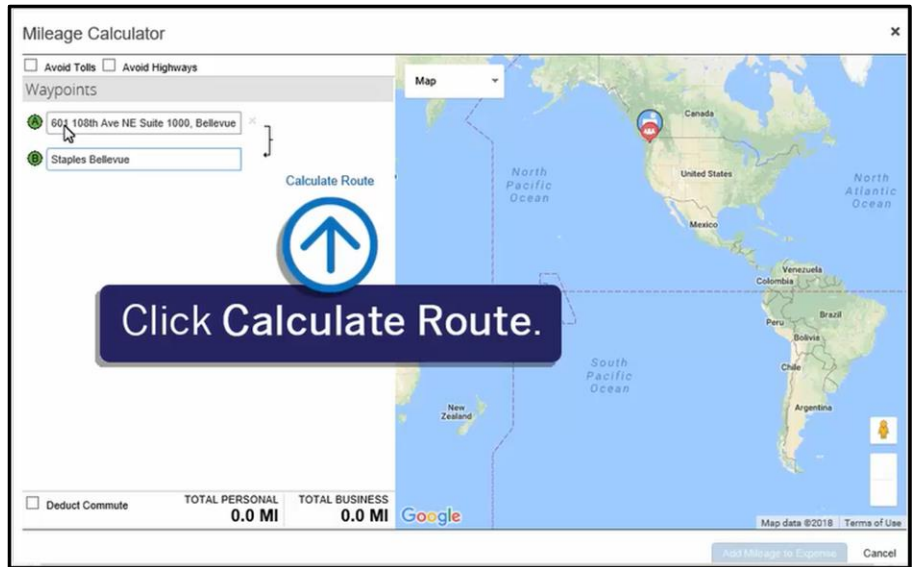 Mileage Calculator
×
Avoid Tolls Avoid Highways
Waypoints
A 601 108th Ave NE Suite 1000, Bellevue ×
B Staples Bellevue
Calculate Route
Click Calculate Route.
Deduct Commute
TOTAL PERSONAL
0.0 MI
TOTAL BUSINESS
0.0 MI
Map
Canada
North
Pacific
Ocean
United States
North
Atlantic
Ocean
Mexico
Venezuela
Colombia
Brazil
Peru
Bolivia
South
Pacific
Ocean
Chile
New
Zealand
Argentina
Google
Map data ©2018 Terms of Use
Add Mileage to Expense Cancel